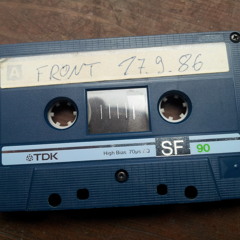 A FRONT 17.9.86
TDK High Bias 70μs SF 90